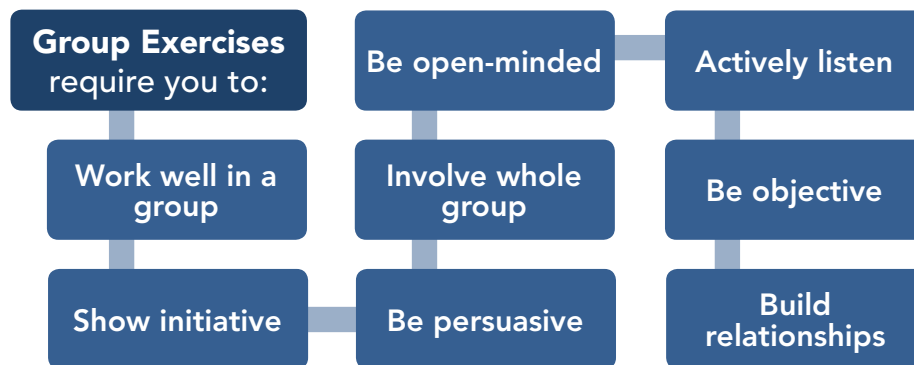 Group Exercises
require you to:
Work well in a
group
Show initiative
Be persuasive
Involve whole
group
Be open-minded
Actively listen
Be objective
Build
relationships